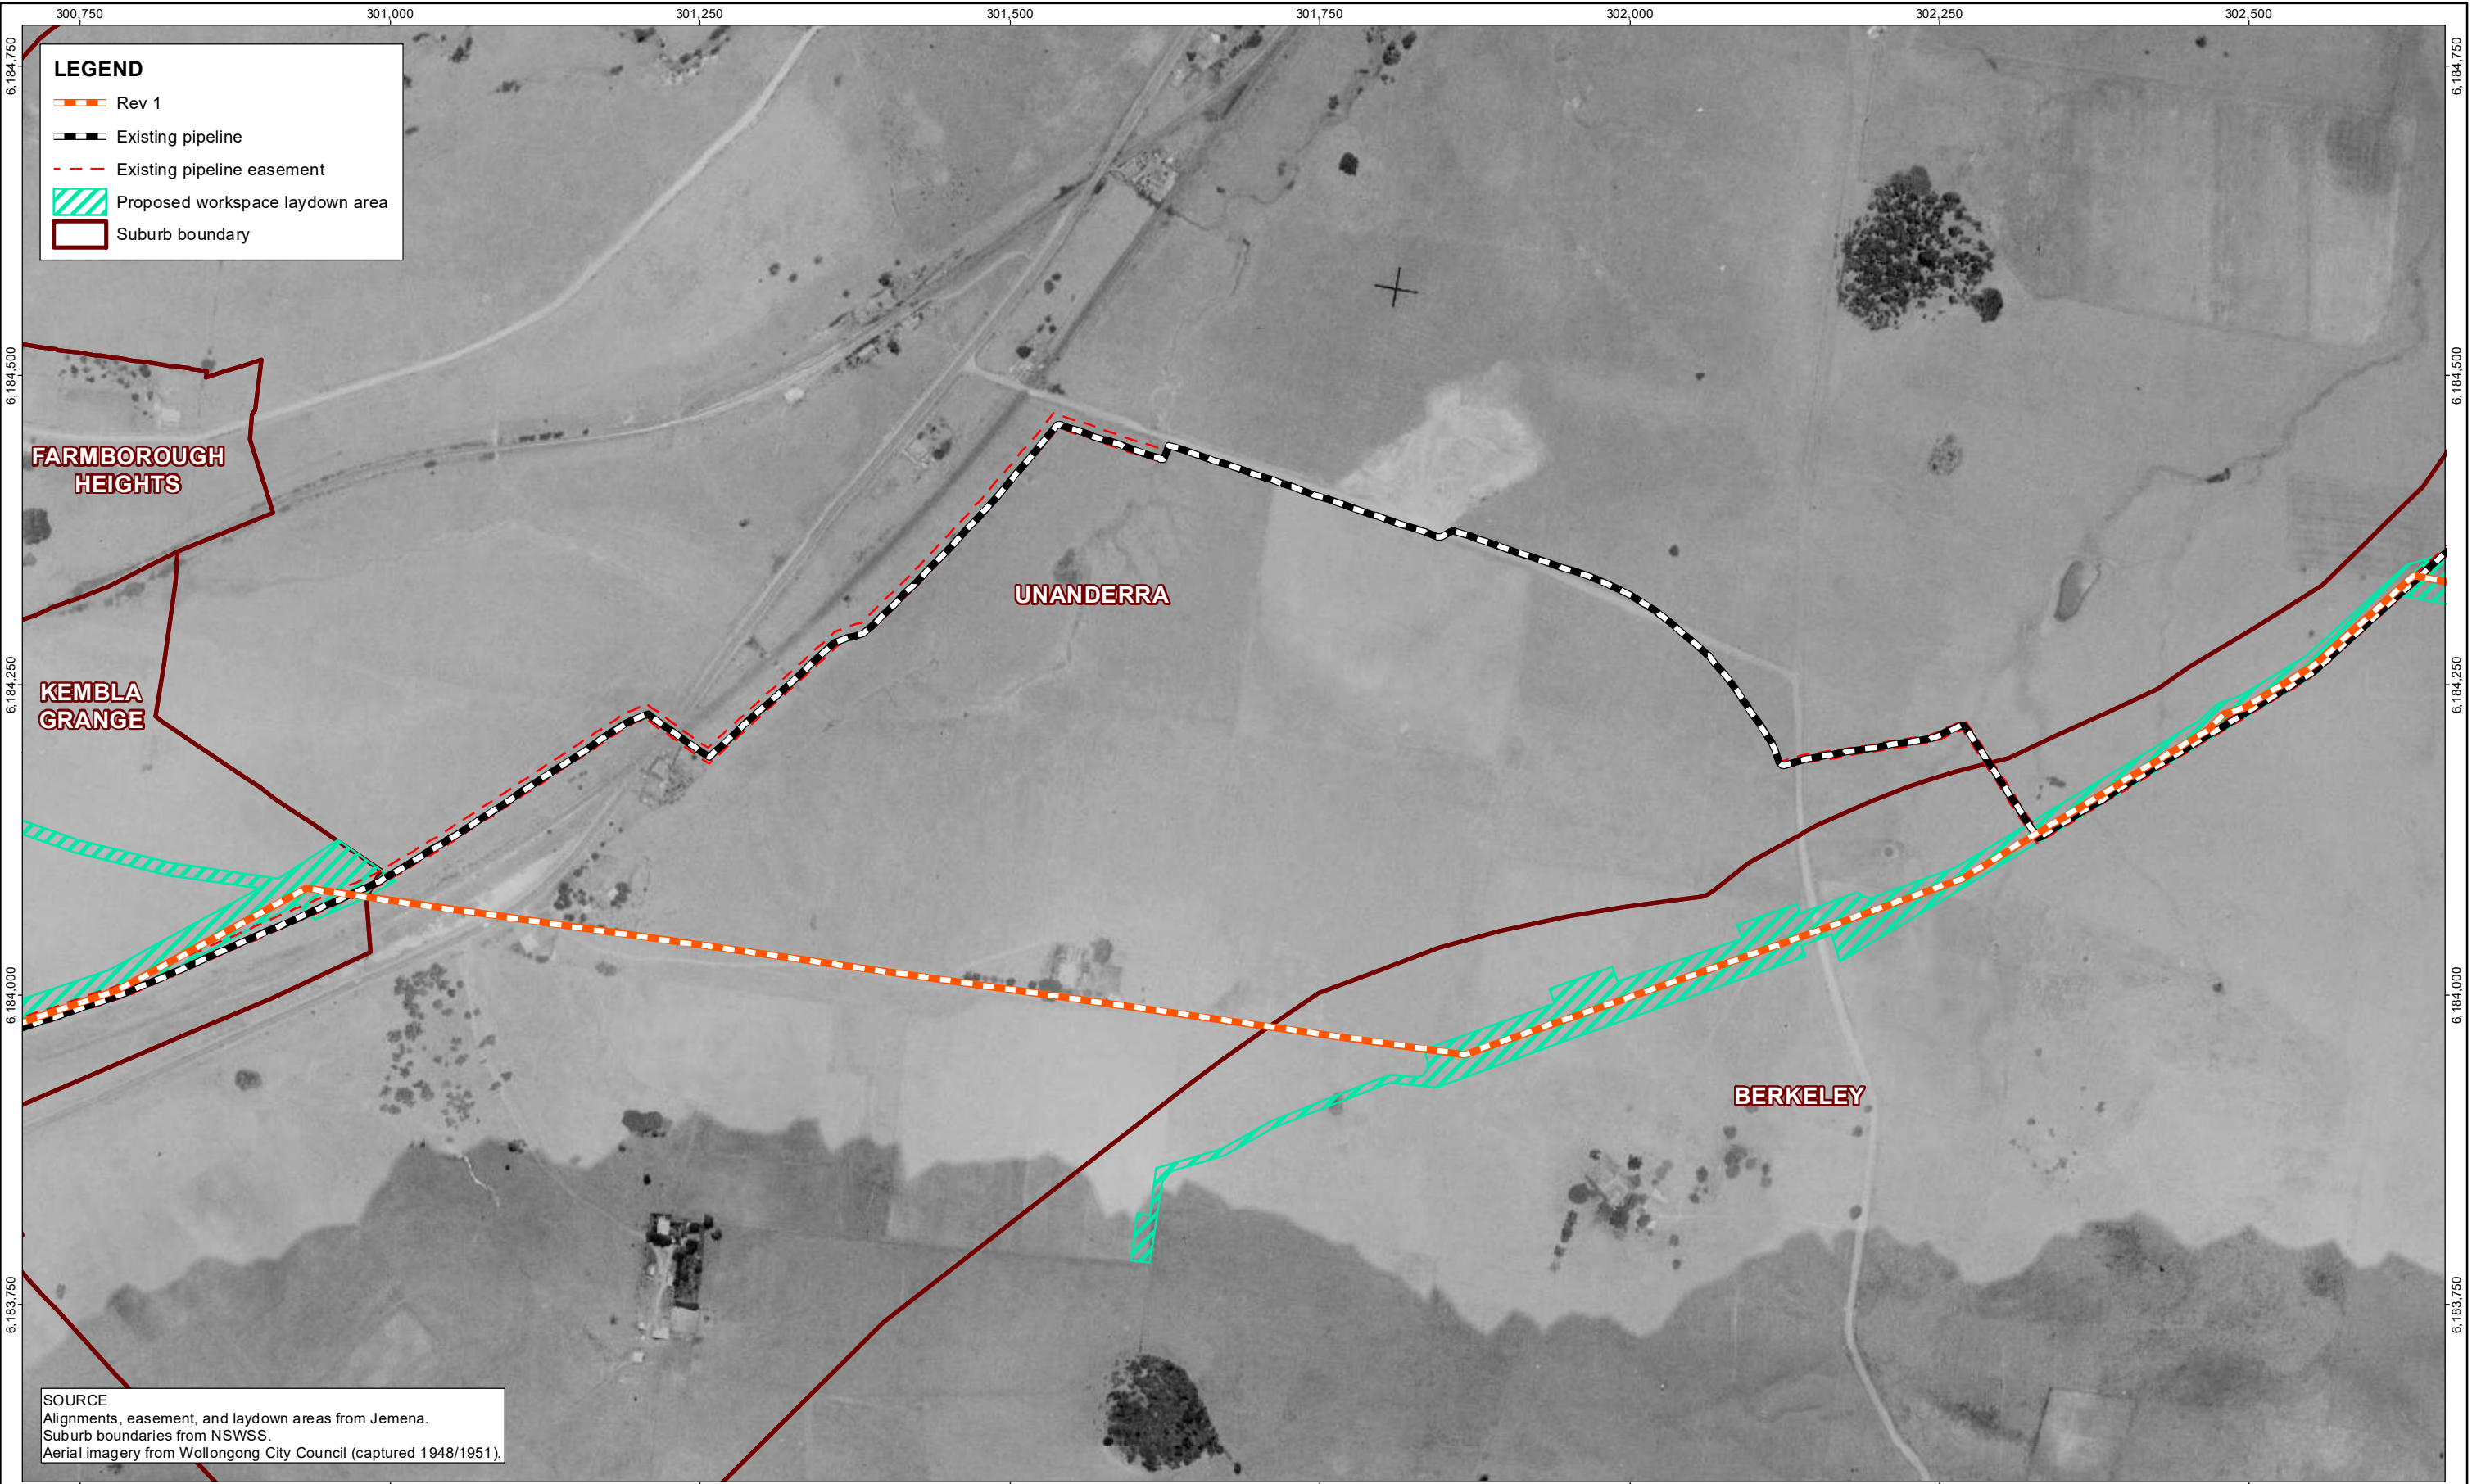 300,750 301,000 301,250 301,500 301,750 302,000 302,250 302,500
6,184,750 6,184,750
LEGEND
Rev 1
Existing pipeline
Existing pipeline easement
Proposed workspace laydown area
Suburb boundary
6,184,500 6,184,500
FARMBOROUGH
HEIGHTS
UNANDERRA
6,184,250 6,184,250
KEMBLA
GRANGE
6,184,000 6,184,000
BERKELEY
6,183,750 6,183,750
SOURCE
Alignments, easement, and laydown areas from Jemena.
Suburb boundaries from NSWSS.
Aerial imagery from Wollongong City Council (captured 1948/1951).